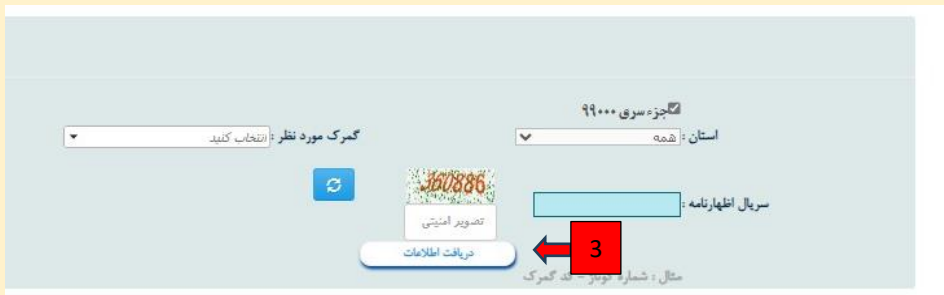 جزء سری ۹۹۰۰۰
استان : همه
گمرک مورد نظر : انتخاب کنید
سریال اظهارنامه :
360886
تصویر امنیتی
دریافت اطلاعات
3
مثال : شماره کوتاژ - کد گمرک